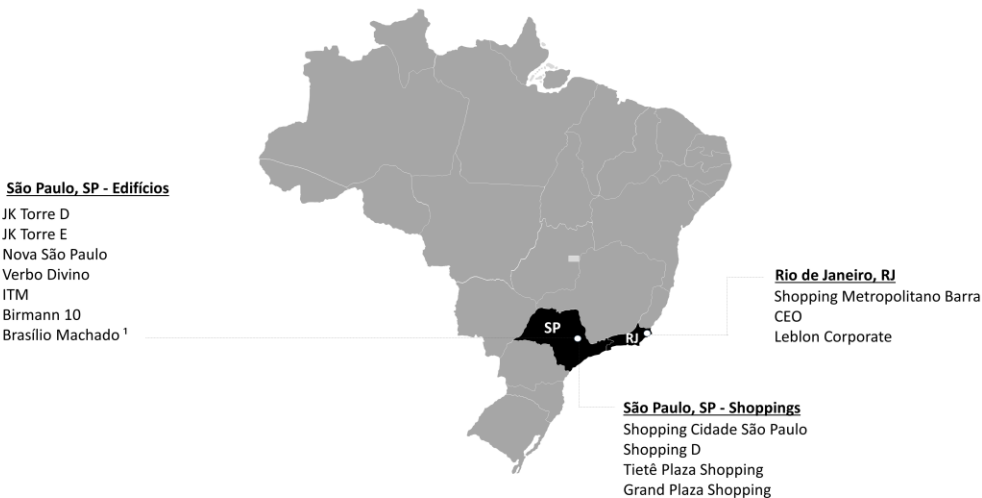 São Paulo, SP - Edifícios
JK Torre D
JK Torre E
Nova São Paulo
Verbo Divino
ITM
Birmann 10
Brasílio Machado ¹
SP
RJ
Rio de Janeiro, RJ
Shopping Metropolitano Barra
CEO
Leblon Corporate
São Paulo, SP - Shoppings
Shopping Cidade São Paulo
Shopping D
Tietê Plaza Shopping
Grand Plaza Shopping